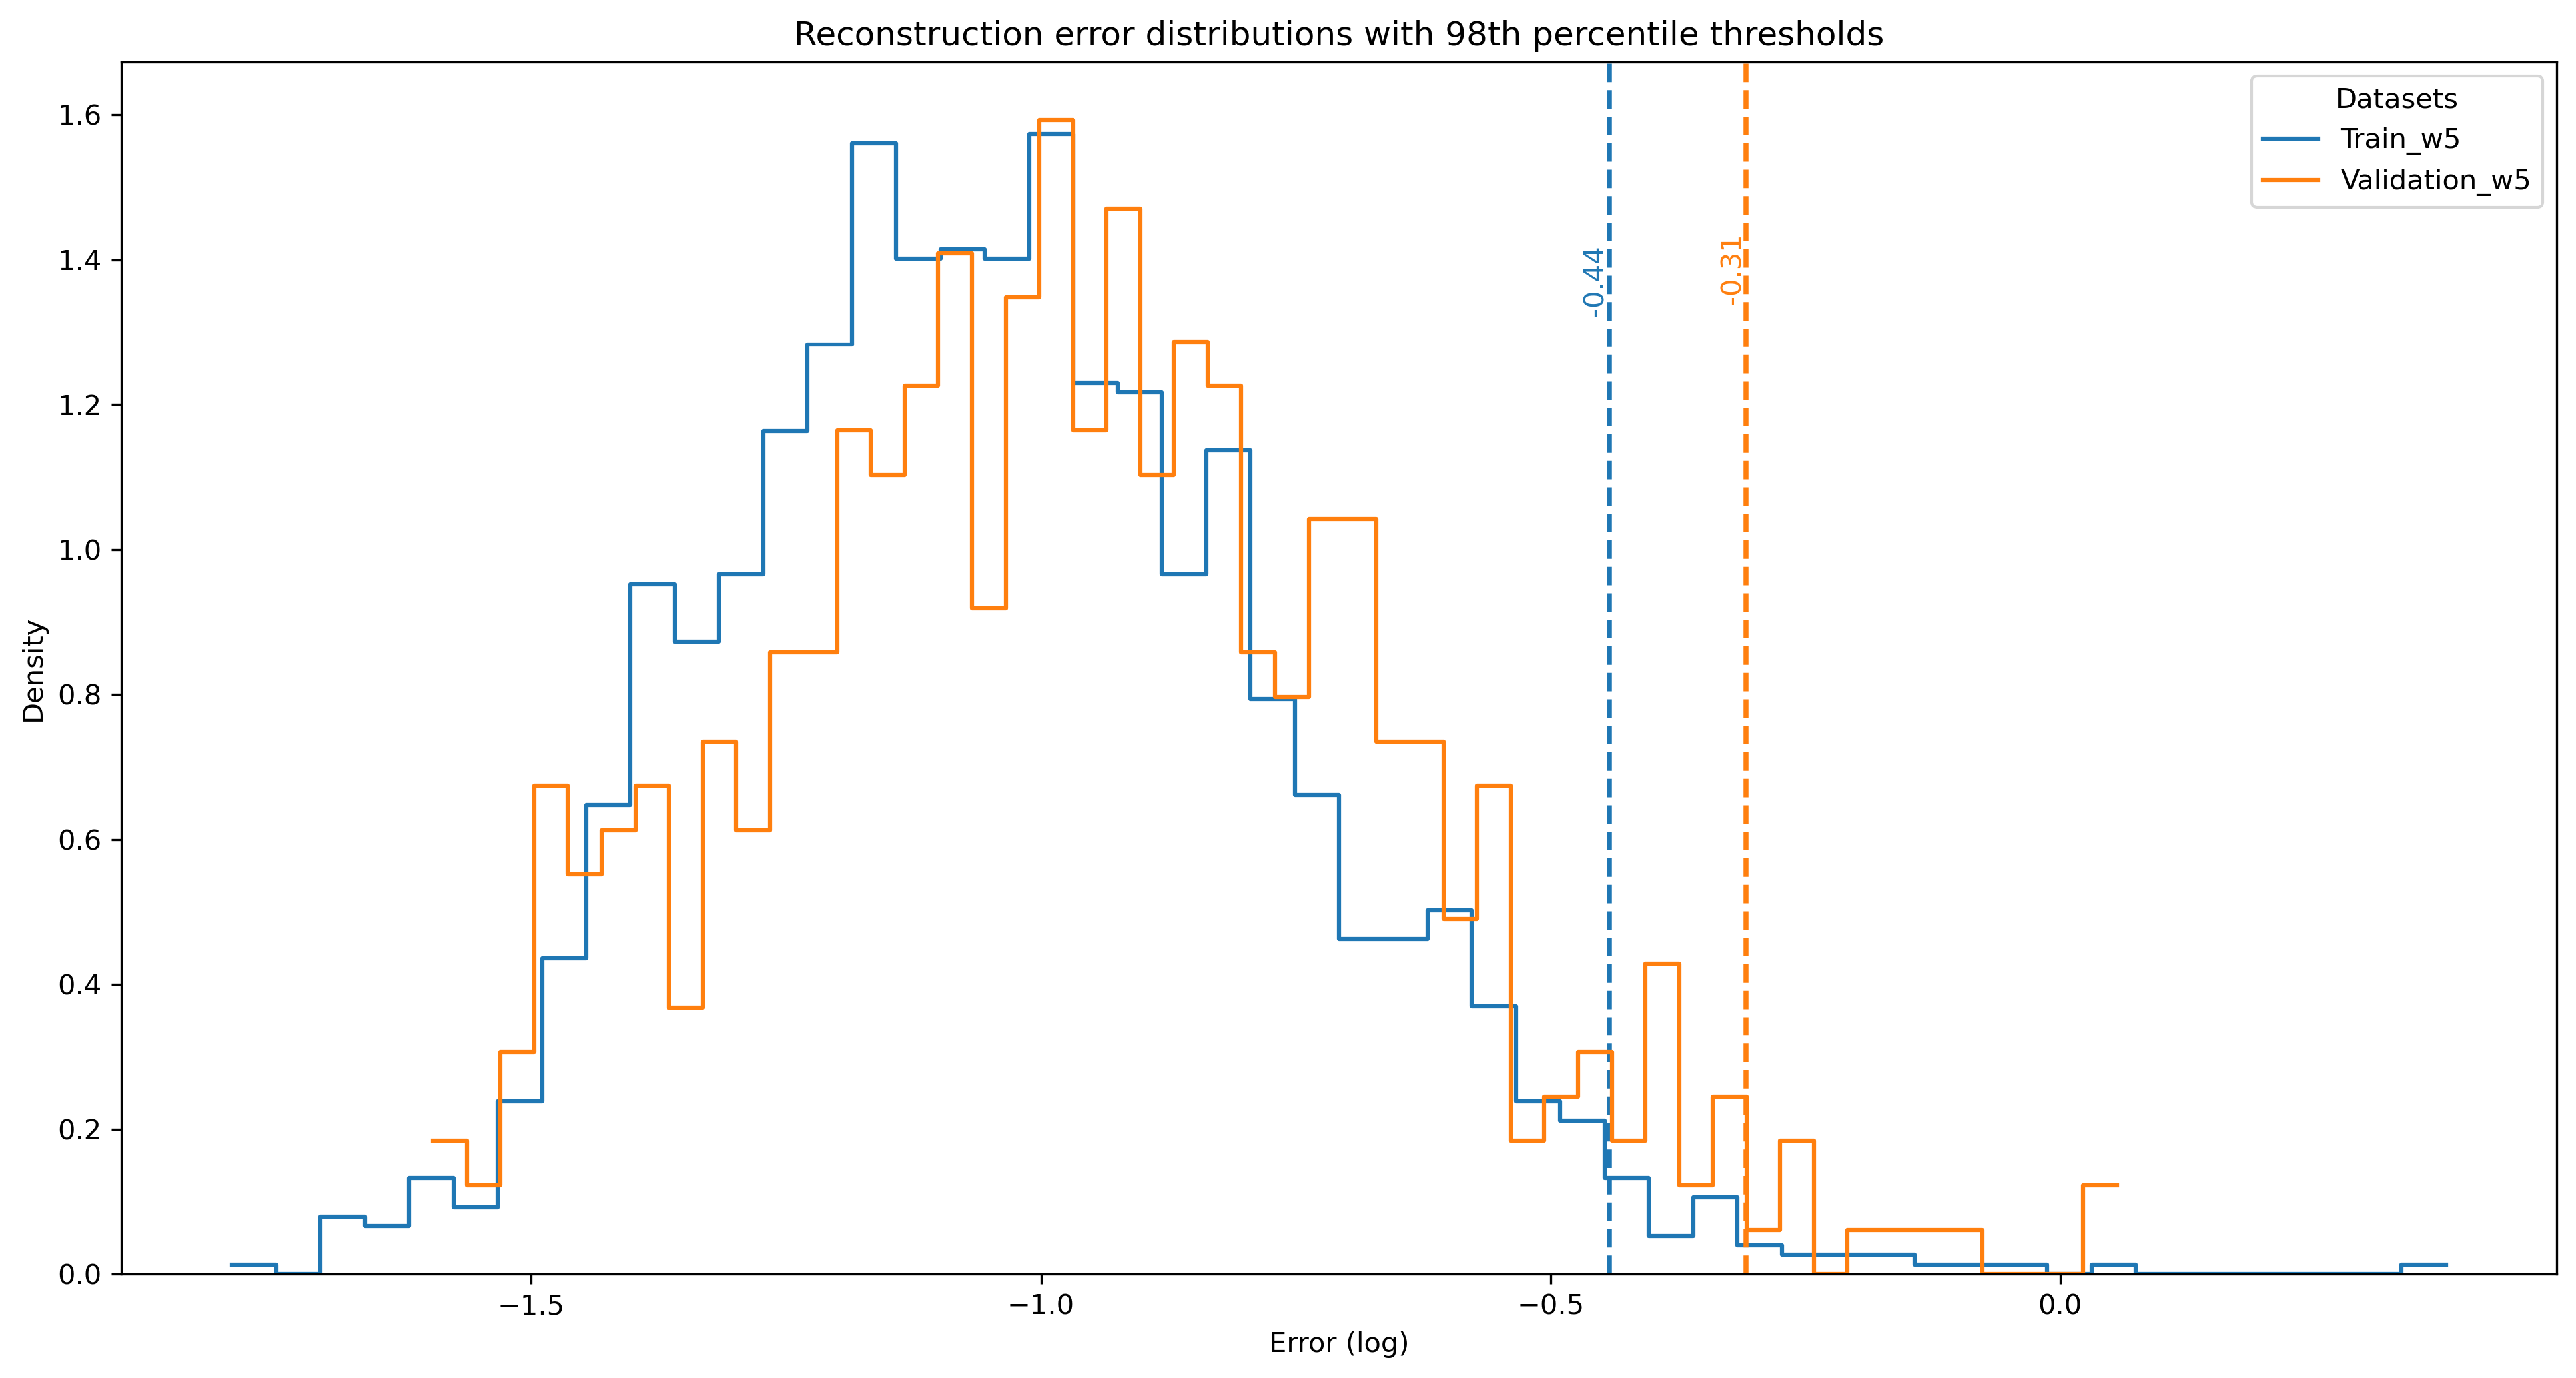 Reconstruction error distributions with 98th percentile thresholds
Datasets
Train_w5
Validation_w5
-0.44
-0.31
Density
1.6
1.4
1.2
1.0
0.8
0.6
0.4
0.2
0.0
−1.5
−1.0
−0.5
0.0
Error (log)